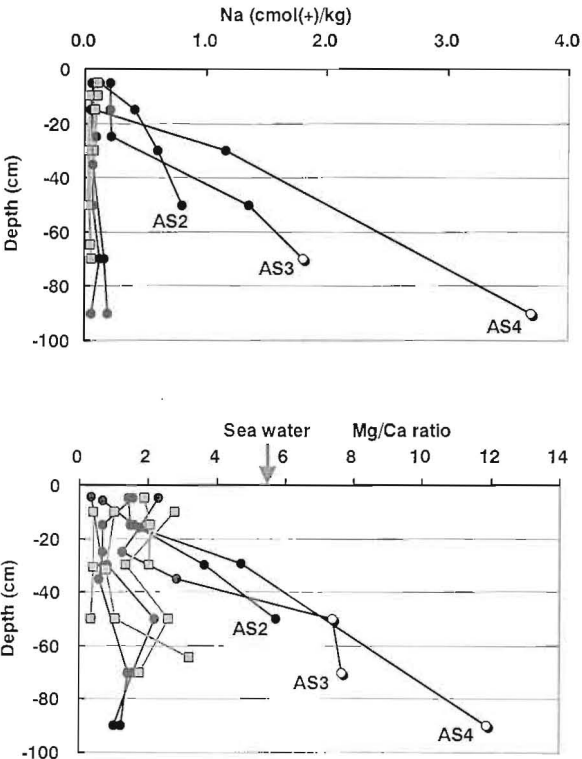 Na (cmol(+)/kg)
0.0 1.0 2.0 3.0 4.0
0
-20
-40
-60
-80
-100
Depth (cm)
AS2
AS3
AS4
Sea water Mg/Ca ratio
0 2 4 6 8 10 12 14
0
-20
-40
-60
-80
-100
Depth (cm)
AS2
AS3
AS4